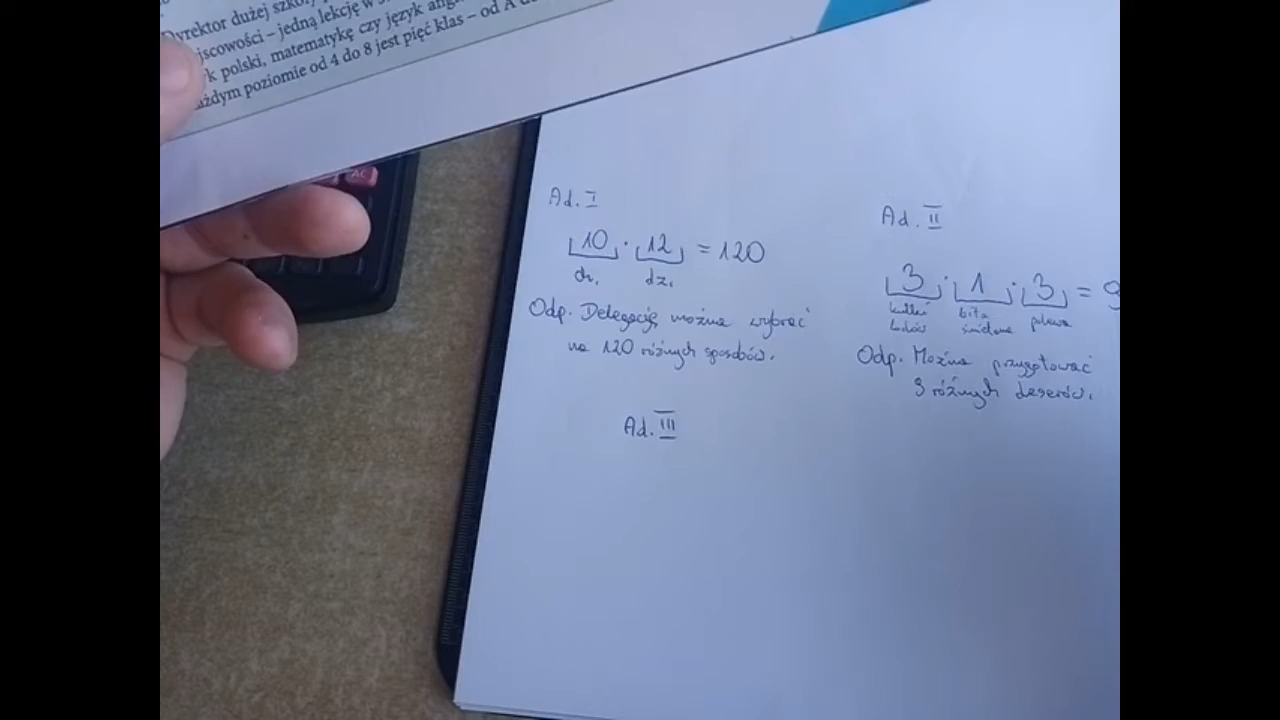 Dyrektor dużej szkoły
jscowości – jedną lekcję w
k polski, matematykę czy język ang
ażdym poziomie od 4 do 8 jest pięć klas – od A d
AC
Ad. I
10 · 12 = 120
dz.
Odp. Delegację można wybrać
na 120 różnych sposobów.
Ad. II
3 · 1 · 3 = 9
kulki bita polewa
lodów śmietana
Odp. Można przygotować
9 różnych deserów.
Ad. III